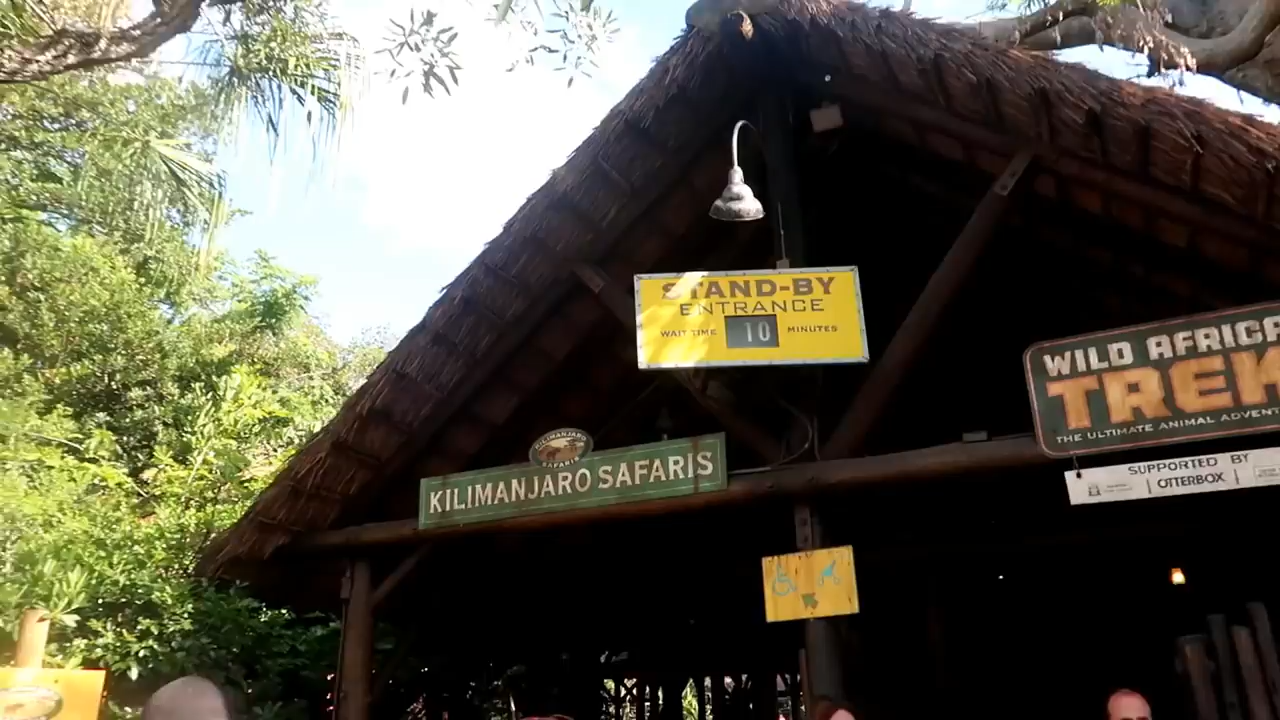 STAND-BY
ENTRANCE
WAIT TIME 10 MINUTES
KILIMANJARO
SAFARIS
KILIMANJARO SAFARIS
WILD AFRICA
TREK
THE ULTIMATE ANIMAL ADVENT
SUPPORTED BY
OTTERBOX